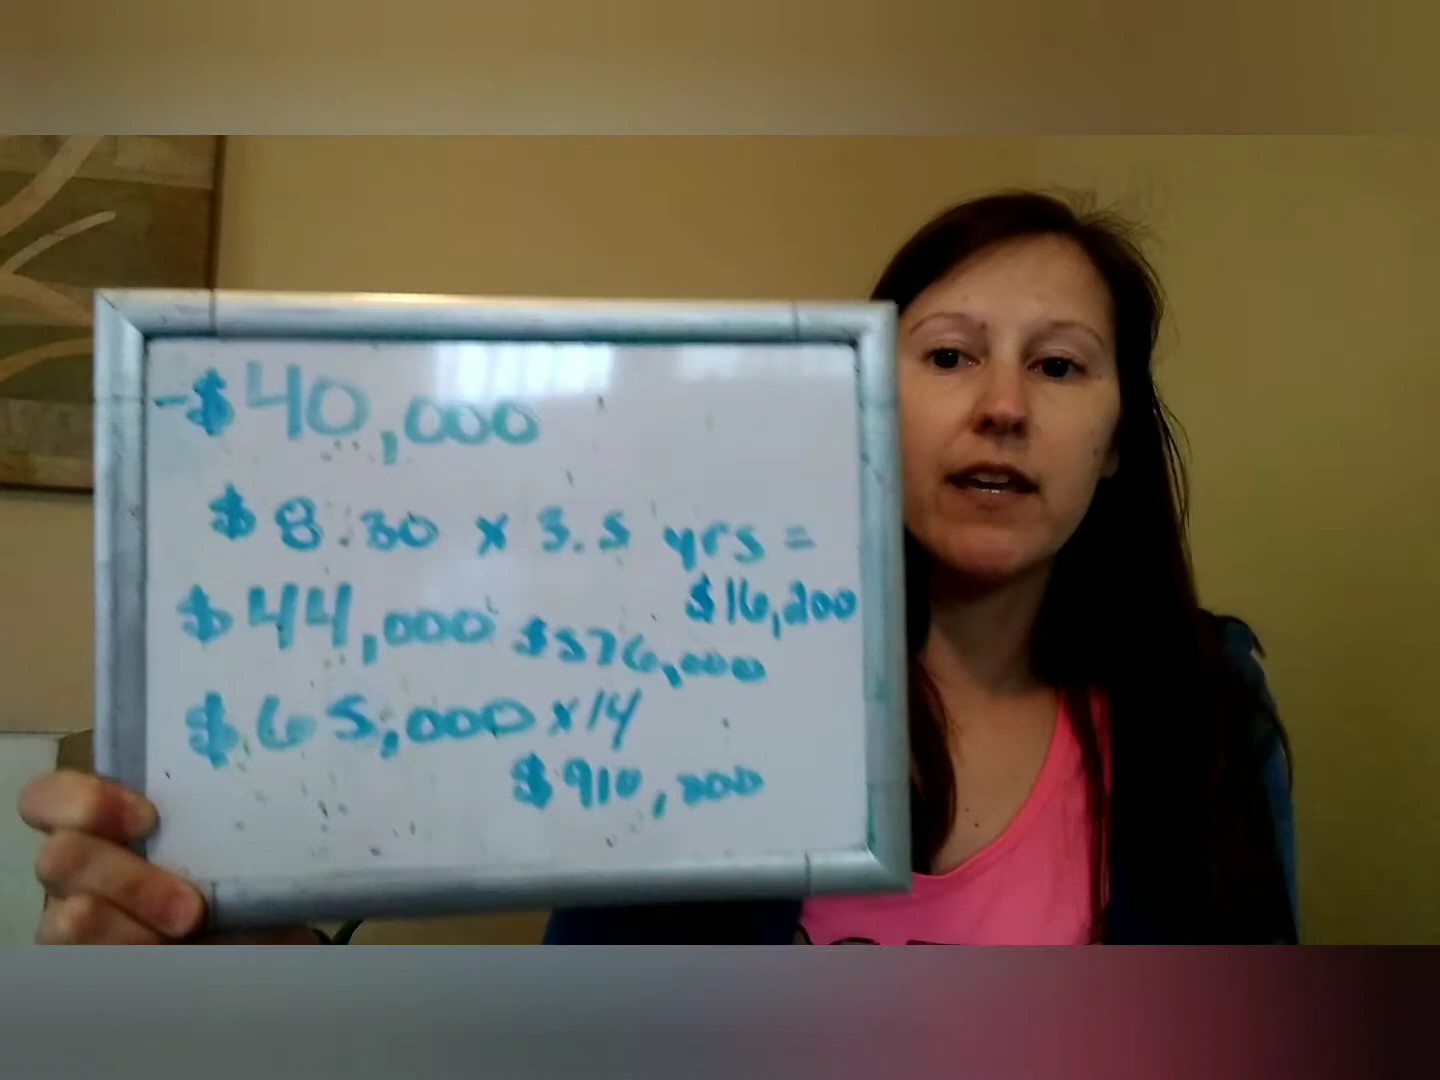 -$40,000
$8.30 x 3.5 yrs =
$16,200
$44,000 $576,000
$65,000 x 14
$910,000